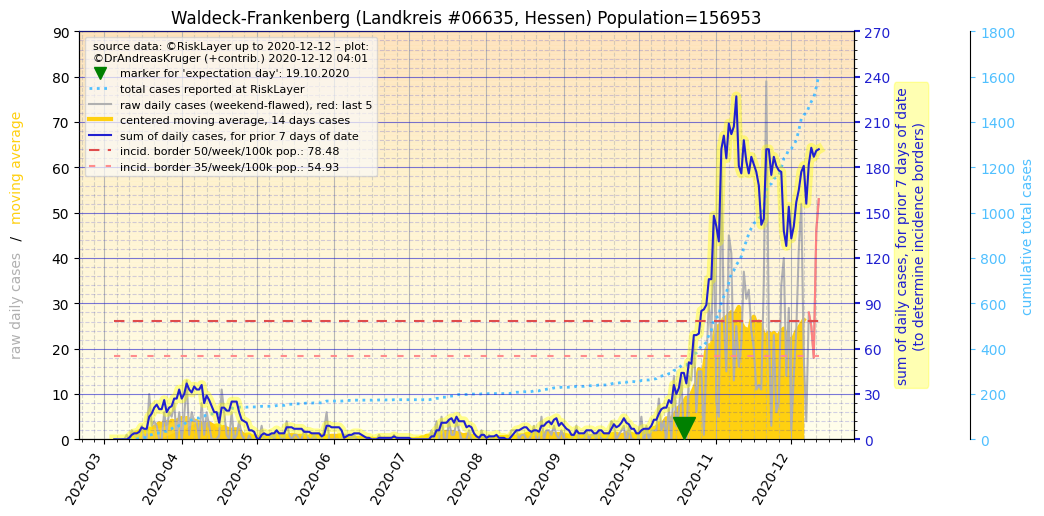 Waldeck-Frankenberg (Landkreis #06635, Hessen) Population=156953
source data: ©RiskLayer up to 2020-12-12 – plot:
©DrAndreasKruger (+contrib.) 2020-12-12 04:01
marker for 'expectation day': 19.10.2020
total cases reported at RiskLayer
raw daily cases (weekend-flawed), red: last 5
centered moving average, 14 days cases
sum of daily cases, for prior 7 days of date
incid. border 50/week/100k pop.: 78.48
incid. border 35/week/100k pop.: 54.93
raw daily cases / moving average
90
80
70
60
50
40
30
20
10
0
2020-03
2020-04
2020-05
2020-06
2020-07
2020-08
2020-09
2020-10
2020-11
2020-12
270
240
210
180
150
120
90
60
30
0
sum of daily cases, for prior 7 days of date
(to determine incidence borders)
1800
1600
1400
1200
1000
800
600
400
200
0
cumulative total cases